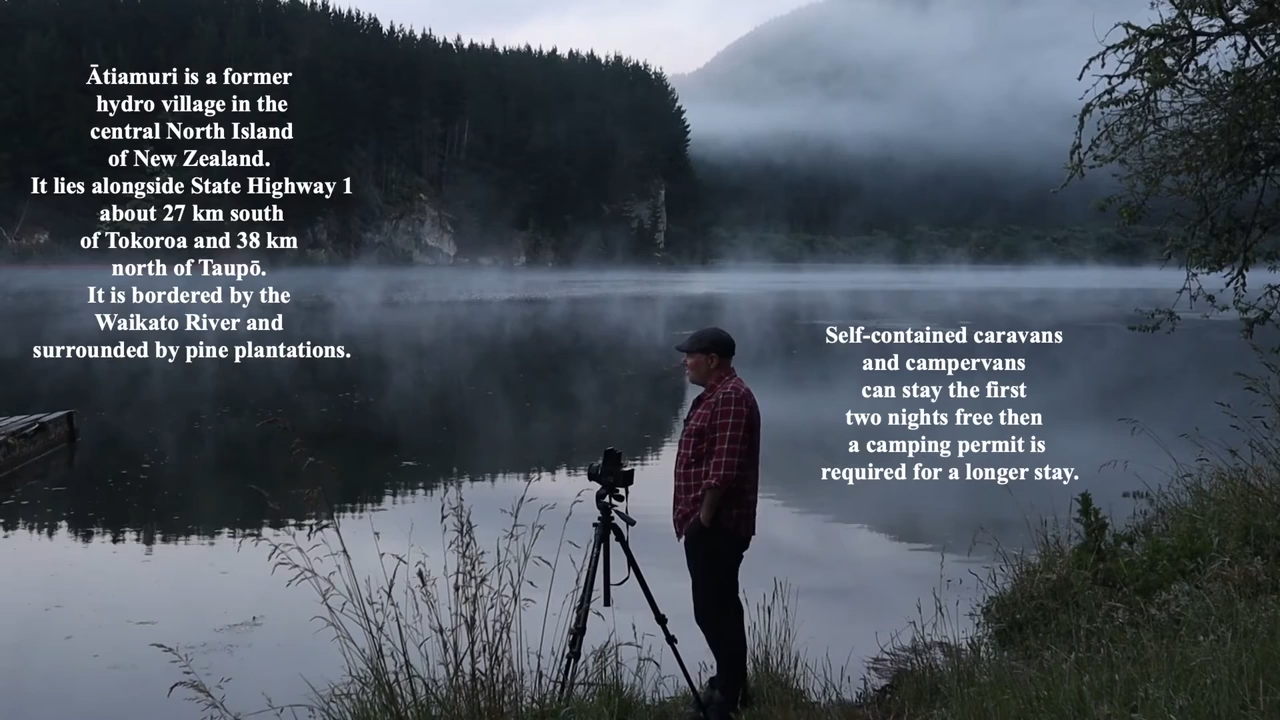 Ātiamuri is a former
hydro village in the
central North Island
of New Zealand.
It lies alongside State Highway 1
about 27 km south
of Tokoroa and 38 km
north of Taupō.
It is bordered by the
Waikato River and
surrounded by pine plantations.
Self-contained caravans
and campervans
can stay the first
two nights free then
a camping permit is
required for a longer stay.